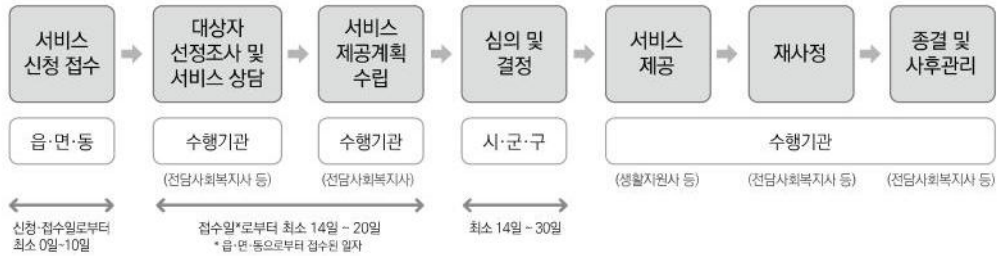 서비스
신청 접수
대상자
선정조사 및
서비스 상담
서비스
제공계획
수립
심의 및
결정
서비스
제공
재사정
종결 및
사후관리
읍·면·동
수행기관
수행기관
시·군·구
수행기관
(전담사회복지사 등)
(전담사회복지사)
(생활지원사 등)
(전담사회복지사 등)
(전담사회복지사 등)
신청·접수일로부터
최소 0일~10일
접수일*로부터 최소 14일 ~ 20일
* 읍·면·동으로부터 접수된 일자
최소 14일 ~ 30일